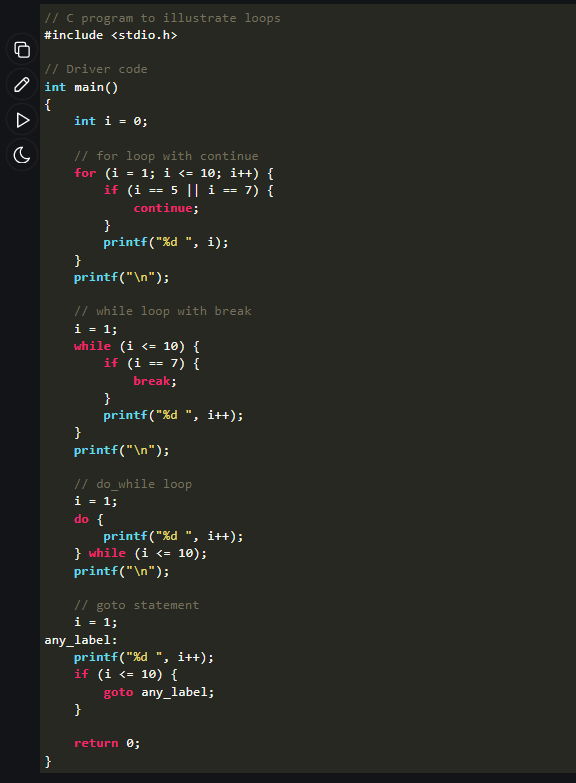 // C program to illustrate loops
#include <stdio.h>

// Driver code
int main()
{
    int i = 0;

    // for loop with continue
    for (i = 1; i <= 10; i++) {
        if (i == 5 || i == 7) {
            continue;
        }
        printf("%d ", i);
    }
    printf("\n");

    // while loop with break
    i = 1;
    while (i <= 10) {
        if (i == 7) {
            break;
        }
        printf("%d ", i++);
    }
    printf("\n");

    // do_while loop
    i = 1;
    do {
        printf("%d ", i++);
    } while (i <= 10);
    printf("\n");

    // goto statement
    i = 1;
any_label:
    printf("%d ", i++);
    if (i <= 10) {
        goto any_label;
    }

    return 0;
}